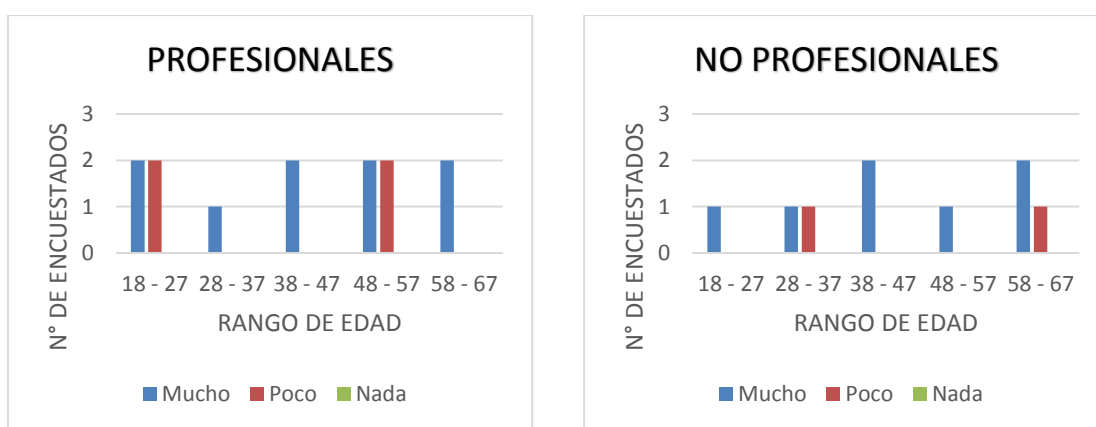 PROFESIONALES
3
2
1
0
N° DE ENCUESTADOS
18 - 27 28 - 37 38 - 47 48 - 57 58 - 67
RANGO DE EDAD
Mucho Poco Nada
NO PROFESIONALES
3
2
1
0
N° DE ENCUESTADOS
18 - 27 28 - 37 38 - 47 48 - 57 58 - 67
RANGO DE EDAD
Mucho Poco Nada